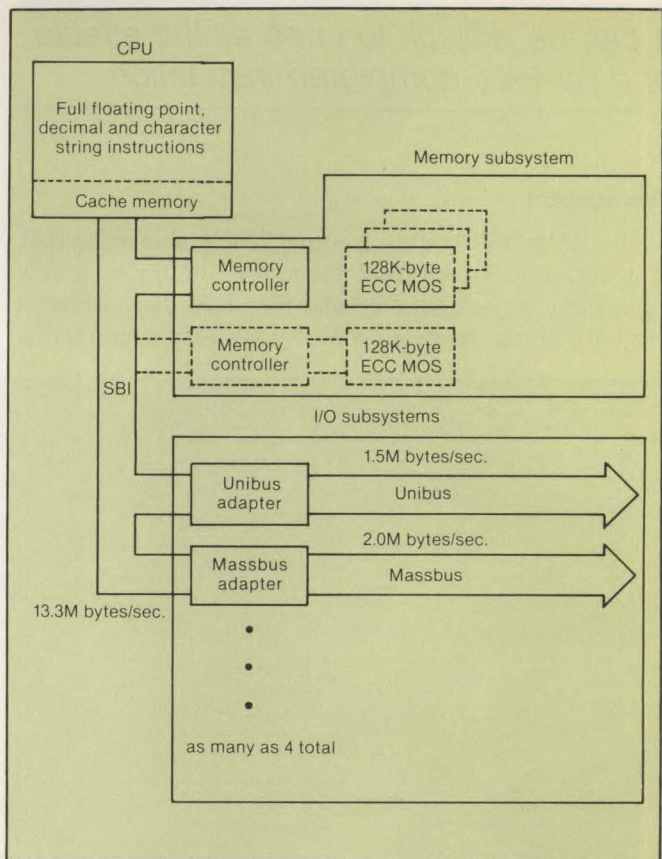 CPU
Full floating point,
decimal and character
string instructions
Cache memory
Memory subsystem
Memory
controller
128K-byte
ECC MOS
Memory
controller
128K-byte
ECC MOS
SBI
I/O subsystems
1.5M bytes/sec.
Unibus
adapter
Unibus
2.0M bytes/sec.
Massbus
adapter
Massbus
13.3M bytes/sec.
as many as 4 total